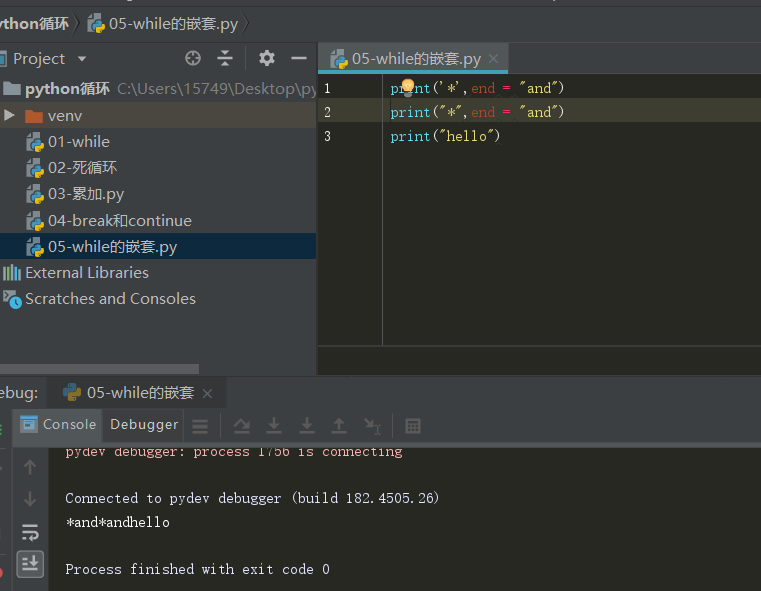 python循环 05-while的嵌套.py
Project
python循环 C:\Users\15749\Desktop\py
venv
01-while
02-死循环
03-累加.py
04-break和continue
05-while的嵌套.py
External Libraries
Scratches and Consoles
05-while的嵌套.py
1 print('*',end = "and")
2 print("*",end = "and")
3 print("hello")
ebug: 05-while的嵌套
Console Debugger
pydev debugger: process 1756 is connecting
Connected to pydev debugger (build 182.4505.26)
*and*andhello
Process finished with exit code 0